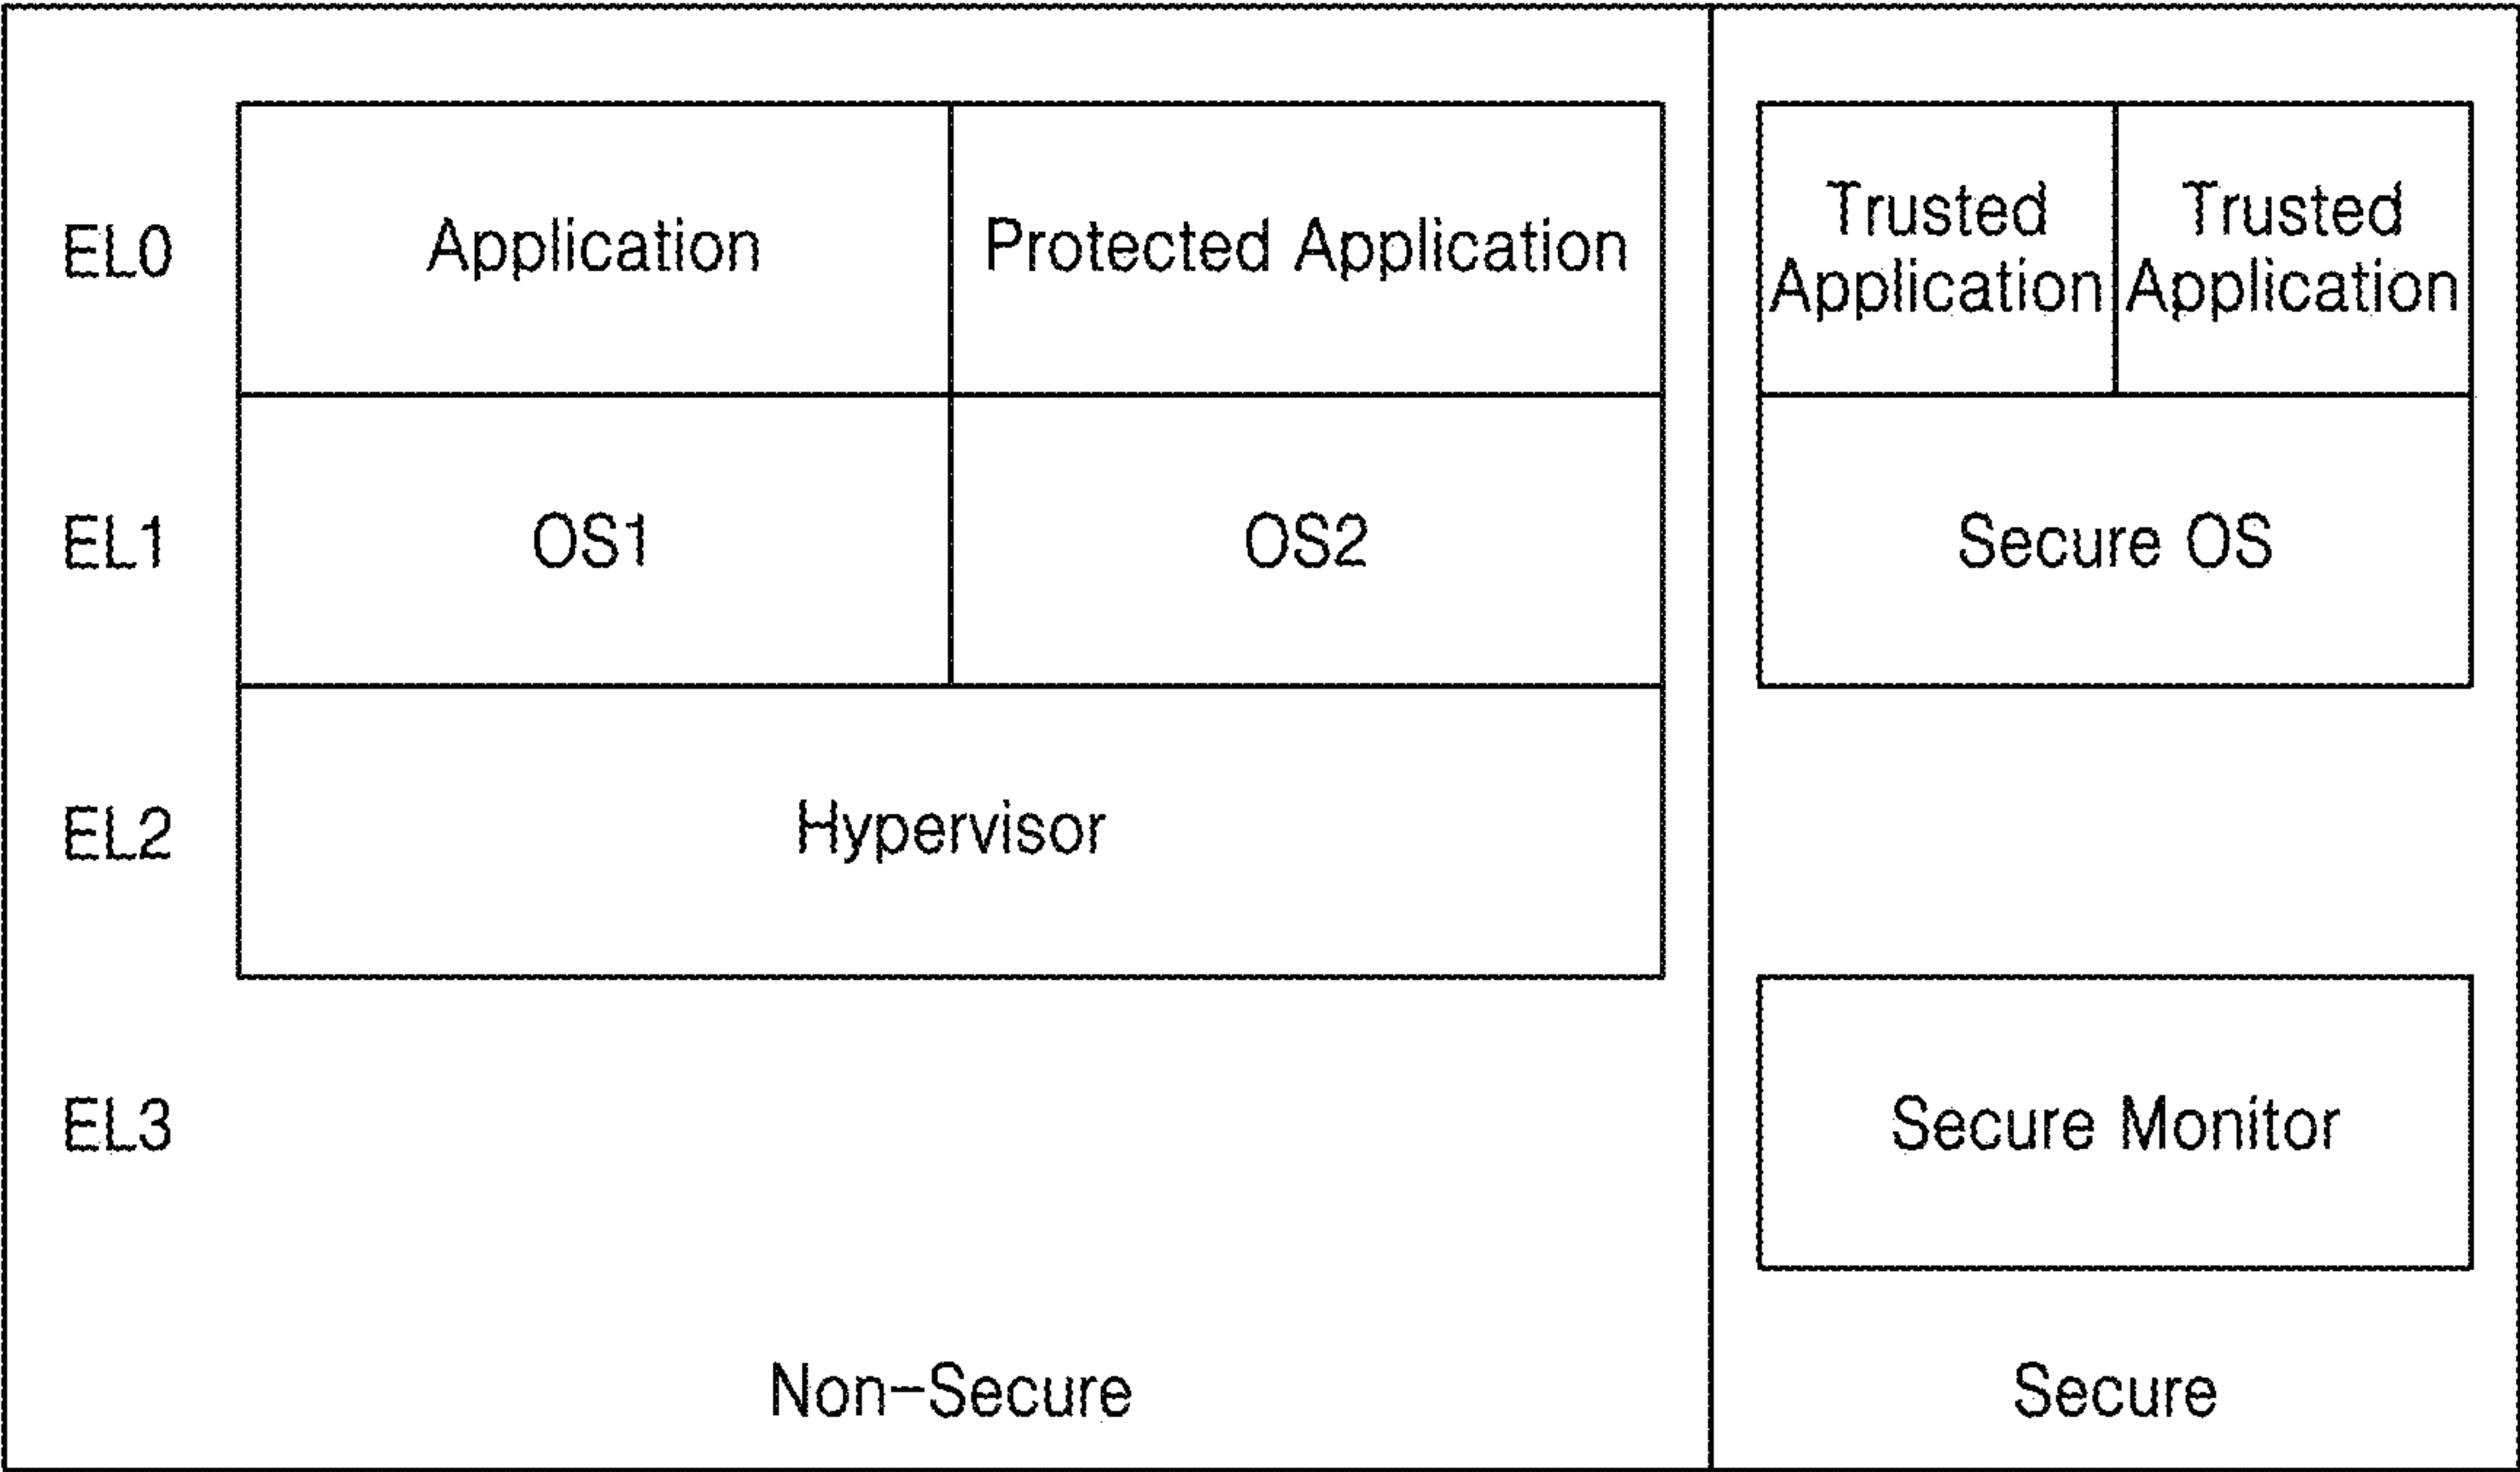 EL0
Application
Protected Application
Trusted
Application
Trusted
Application
EL1
OS1
OS2
Secure OS
EL2
Hypervisor
EL3
Secure Monitor
Non-Secure
Secure